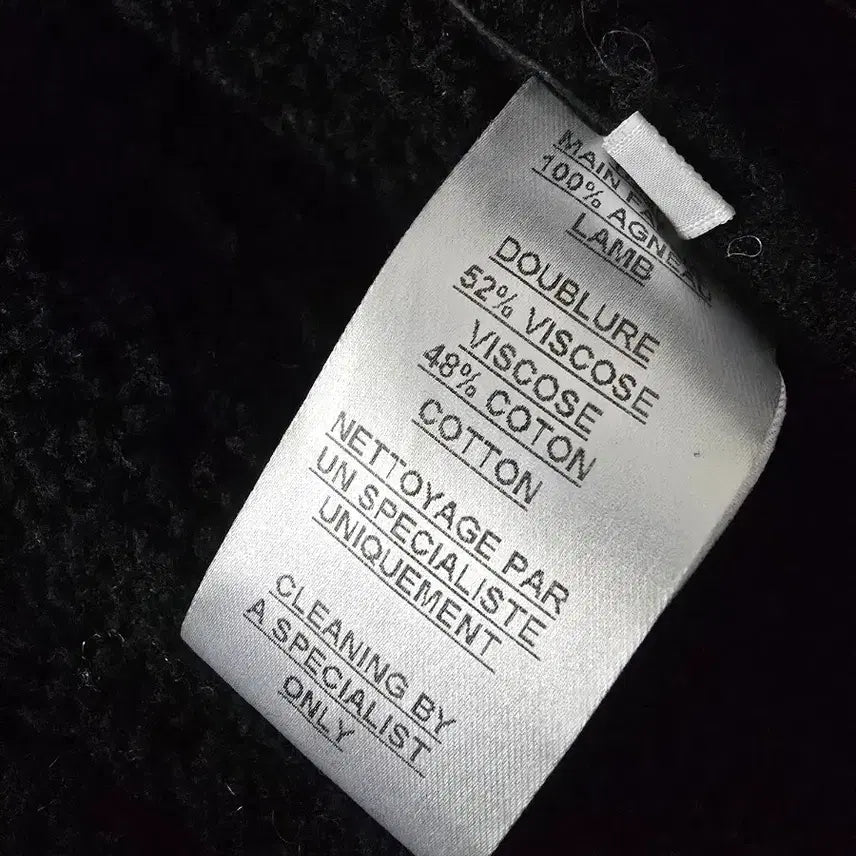 MAIN
100% AGNEAU
LAMB
DOUBLURE
52% VISCOSE
VISCOSE
48% COTON
COTTON
NETTOYAGE PAR
UN SPECIALISTE
UNIQUEMENT
CLEANING BY
A SPECIALIST
ONLY